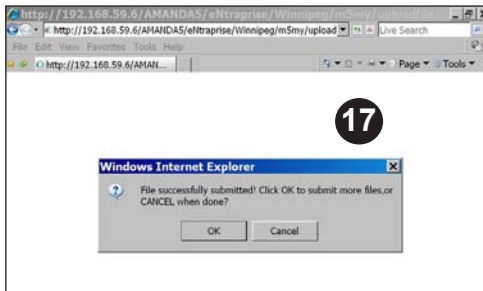 http://192.168.59.6/AMANDA5/eNtraprise/Winnipeg/m5my/uploadfile
http://192.168.59.6/AMANDA5/eNtraprise/Winnipeg/m5my/upload
Live Search
File Edit View Favorites Tools Help
http://192.168.59.6/AMAN...
Page Tools
17
Windows Internet Explorer
File successfully submitted! Click OK to submit more files,or
CANCEL when done?
OK Cancel